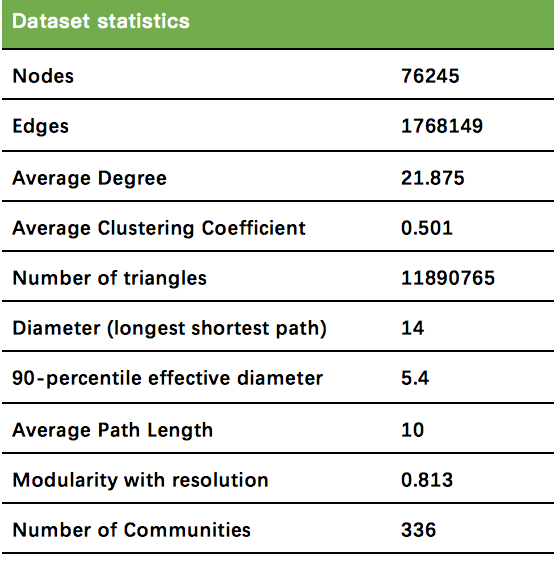 Dataset statistics
Nodes 76245
Edges 1768149
Average Degree 21.875
Average Clustering Coefficient 0.501
Number of triangles 11890765
Diameter (longest shortest path) 14
90-percentile effective diameter 5.4
Average Path Length 10
Modularity with resolution 0.813
Number of Communities 336